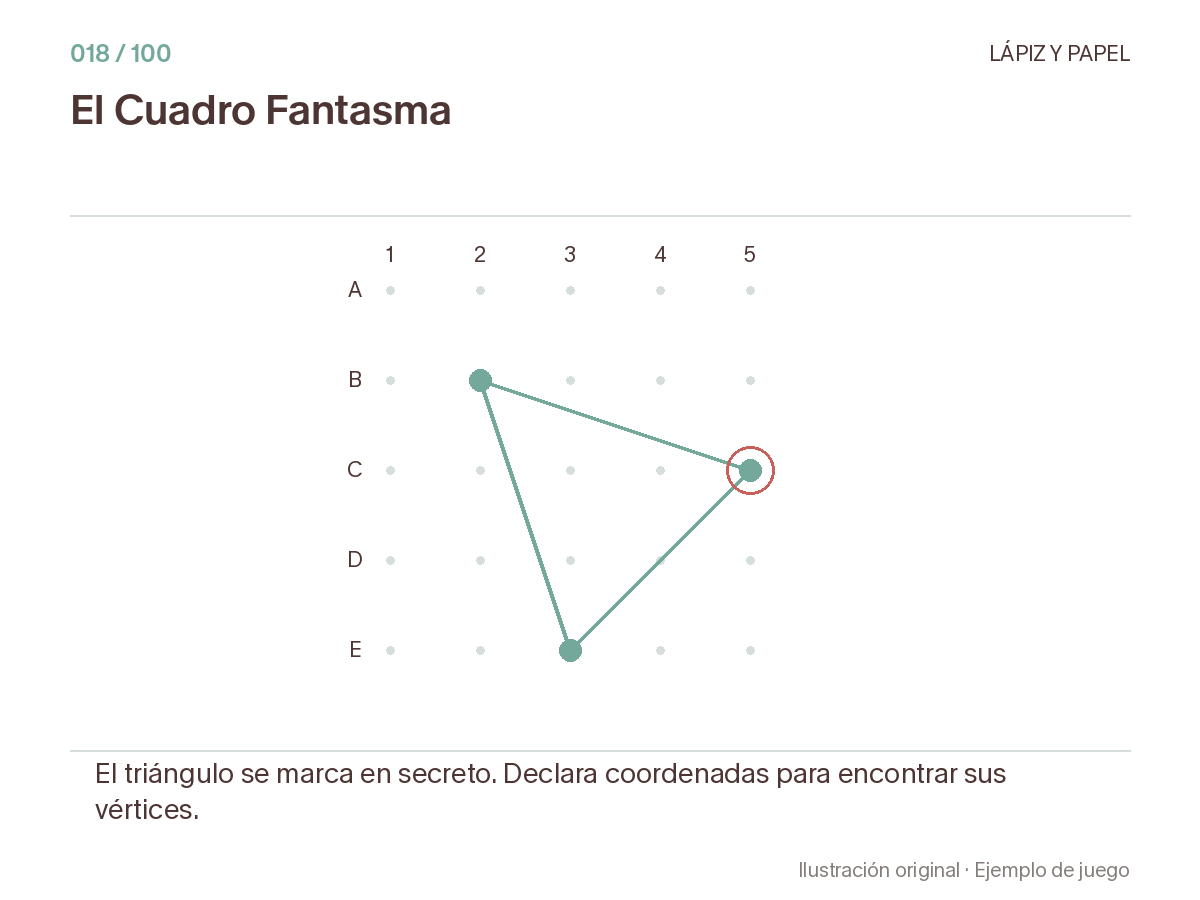 018 / 100
LÁPIZ Y PAPEL
El Cuadro Fantasma
1 2 3 4 5
A
B
C
D
E
El triángulo se marca en secreto. Declara coordenadas para encontrar sus
vértices.
Ilustración original · Ejemplo de juego